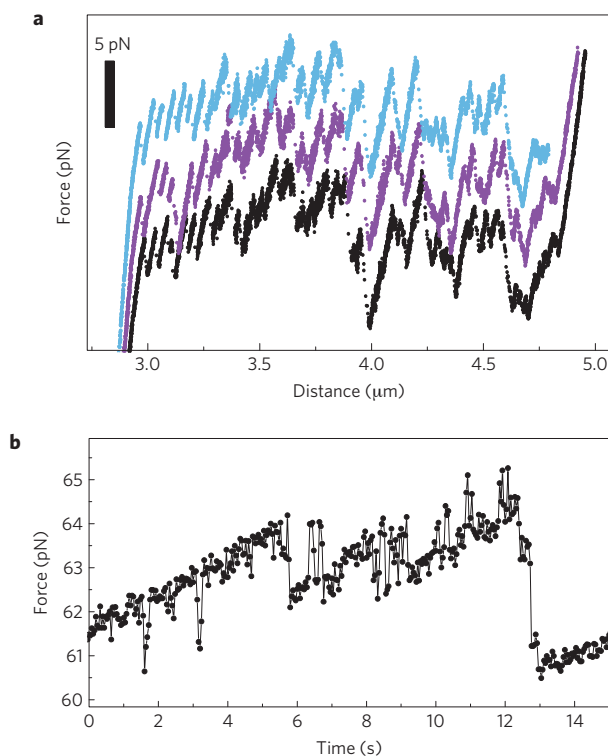 a
5 pN
Force (pN)
3.0 3.5 4.0 4.5 5.0
Distance (μm)
b
65
64
63
62
61
60
Force (pN)
0 2 4 6 8 10 12 14
Time (s)